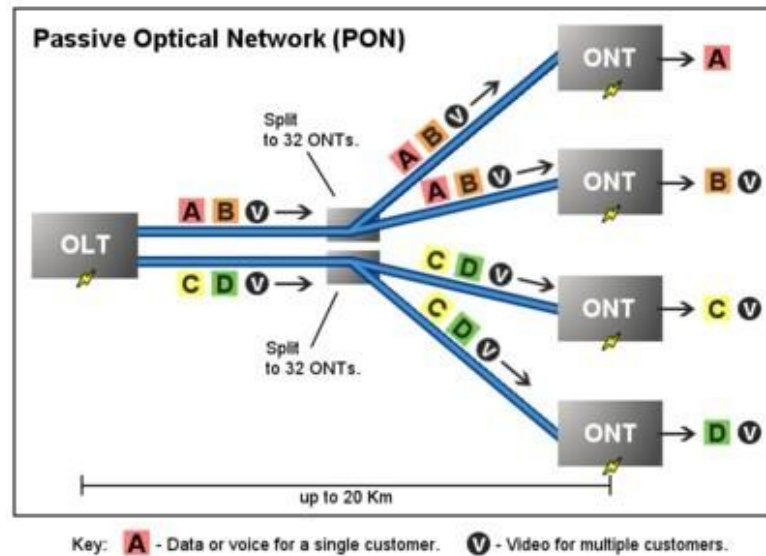 Passive Optical Network (PON)
ONT
A
Split
to 32 ONTs.
A B V
A B V
ONT
B V
A B V
OLT
C D V
C D V
ONT
C V
C D V
Split
to 32 ONTs.
ONT
D V
up to 20 Km
Key: A - Data or voice for a single customer. V - Video for multiple customers.